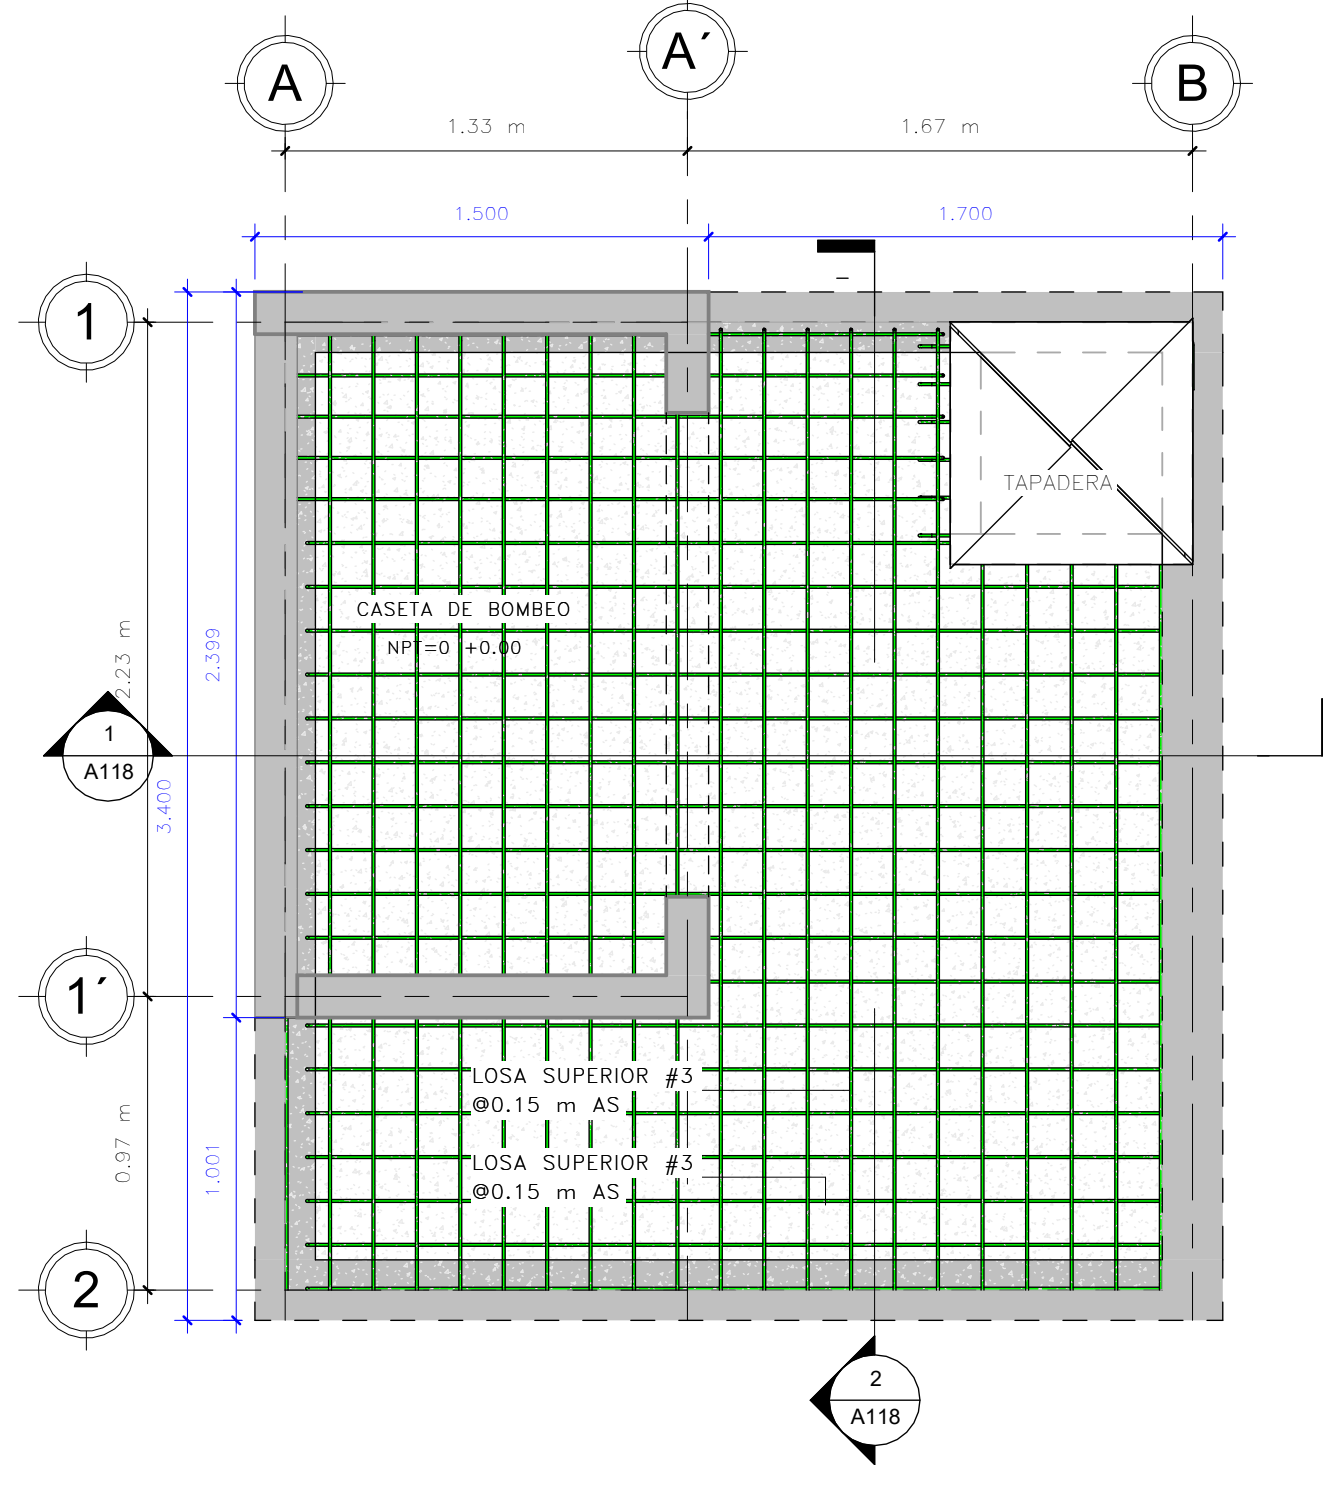 A
A´
B
1.33 m
1.67 m
1.500
1.700
1
TAPADERA
CASETA DE BOMBEO
NPT=0 +0.00
2.23 m
2.399
1
A118
3.400
1´
LOSA SUPERIOR #3
@0.15 m AS
0.97 m
1.001
LOSA SUPERIOR #3
@0.15 m AS
2
2
A118